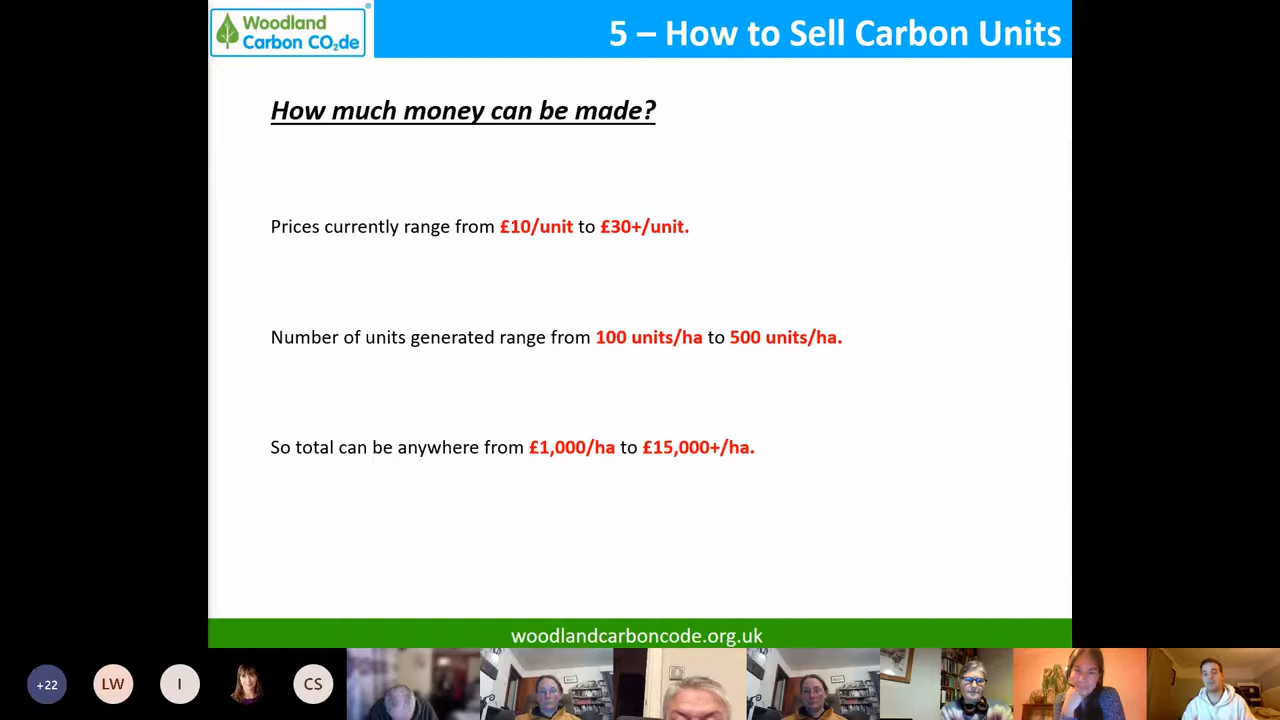 Woodland
Carbon CO₂de
5 – How to Sell Carbon Units
How much money can be made?
Prices currently range from £10/unit to £30+/unit.
Number of units generated range from 100 units/ha to 500 units/ha.
So total can be anywhere from £1,000/ha to £15,000+/ha.
woodlandcarboncode.org.uk
+22
LW
I
CS